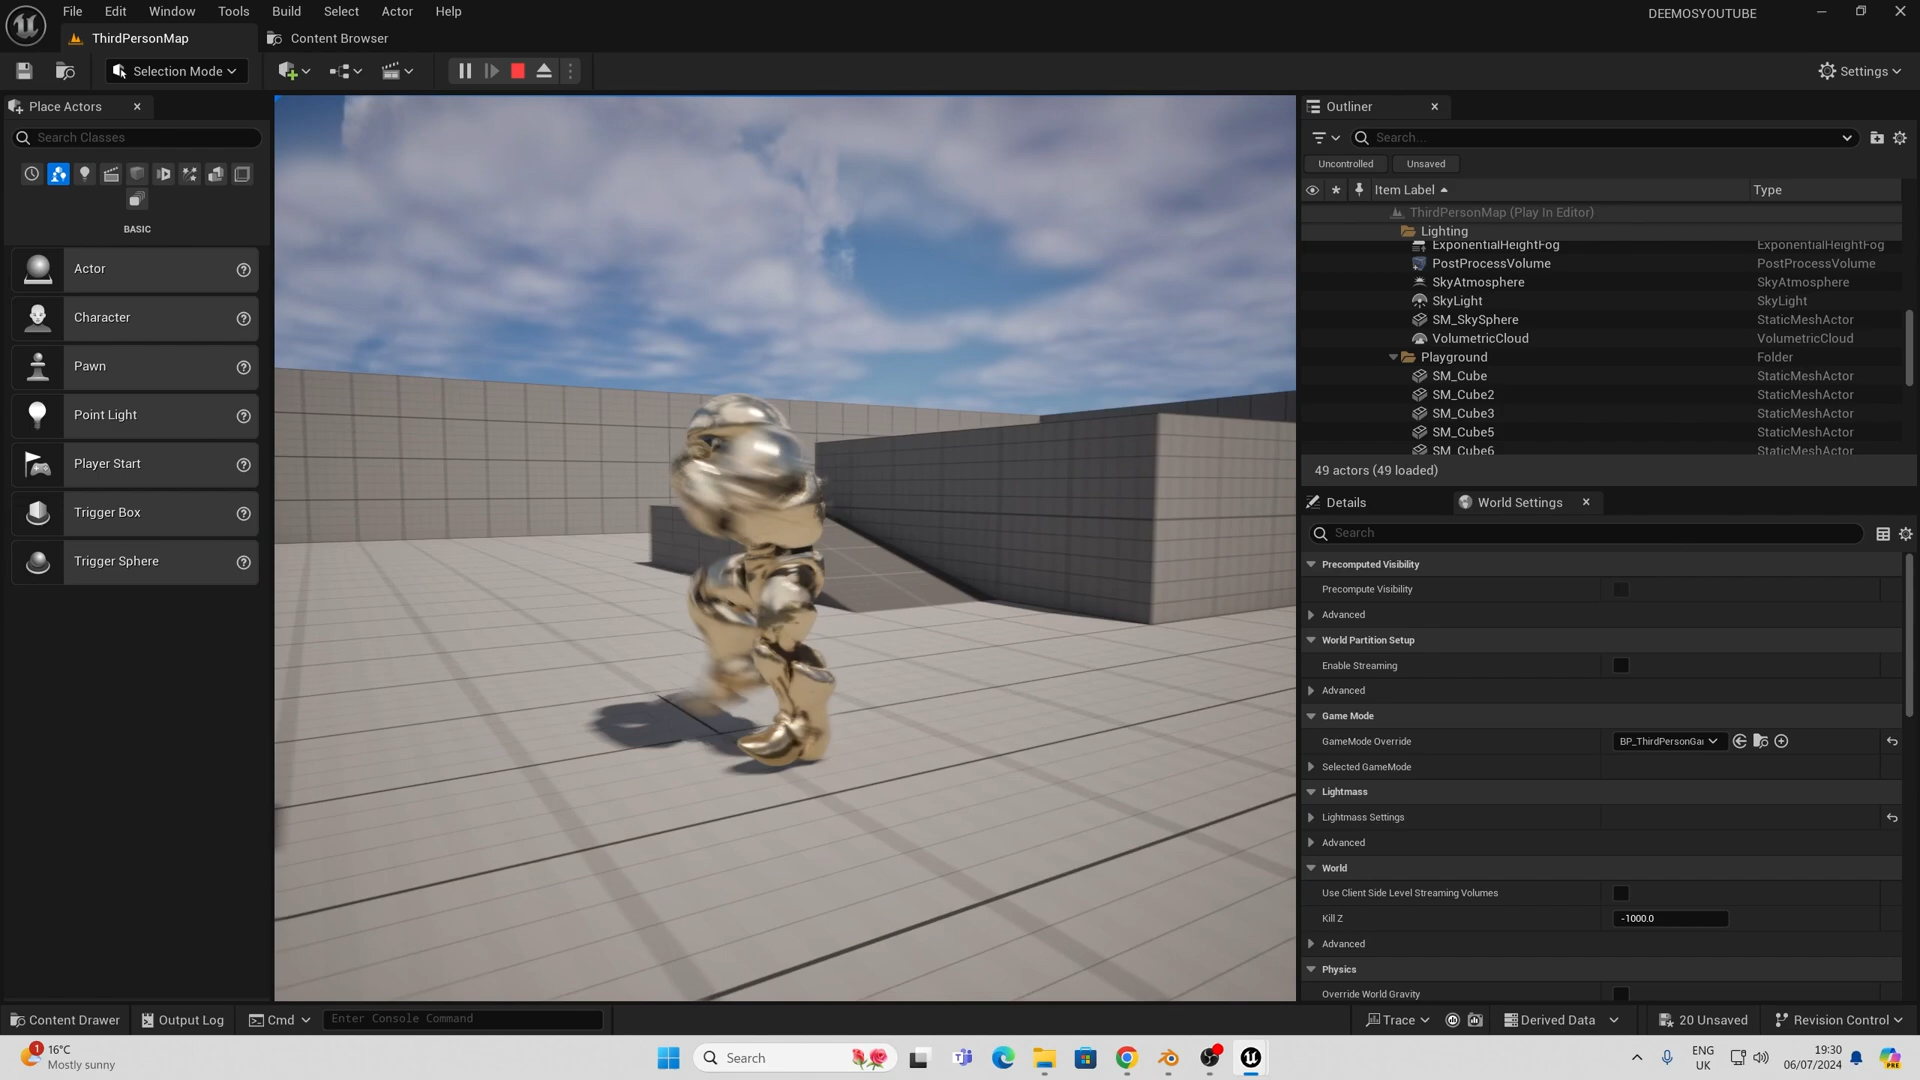 File Edit Window Tools Build Select Actor Help
DEEMOSYOUTUBE
ThirdPersonMap
Content Browser
Selection Mode
Settings
Place Actors
Search Classes
BASIC
Actor
Character
Pawn
Point Light
Player Start
Trigger Box
Trigger Sphere
Outliner
Search...
Uncontrolled
Unsaved
Item Label Type
ThirdPersonMap (Play In Editor)
Lighting
ExponentialHeightFog ExponentialHeightFog
PostProcessVolume PostProcessVolume
SkyAtmosphere SkyAtmosphere
SkyLight SkyLight
SM_SkySphere StaticMeshActor
VolumetricCloud VolumetricCloud
Playground Folder
SM_Cube StaticMeshActor
SM_Cube2 StaticMeshActor
SM_Cube3 StaticMeshActor
SM_Cube5 StaticMeshActor
SM_Cube6 StaticMeshActor
49 actors (49 loaded)
Details
World Settings
Search
Precomputed Visibility
Precompute Visibility
Advanced
World Partition Setup
Enable Streaming
Advanced
Game Mode
GameMode Override BP_ThirdPersonGa
Selected GameMode
Lightmass
Lightmass Settings
Advanced
World
Use Client Side Level Streaming Volumes
Kill Z -1000.0
Advanced
Physics
Override World Gravity
Content Drawer
Output Log
Cmd
Enter Console Command
Trace
Derived Data
20 Unsaved
Revision Control
1
16°C
Mostly sunny
Search
ENG
UK
19:30
06/07/2024
PRE